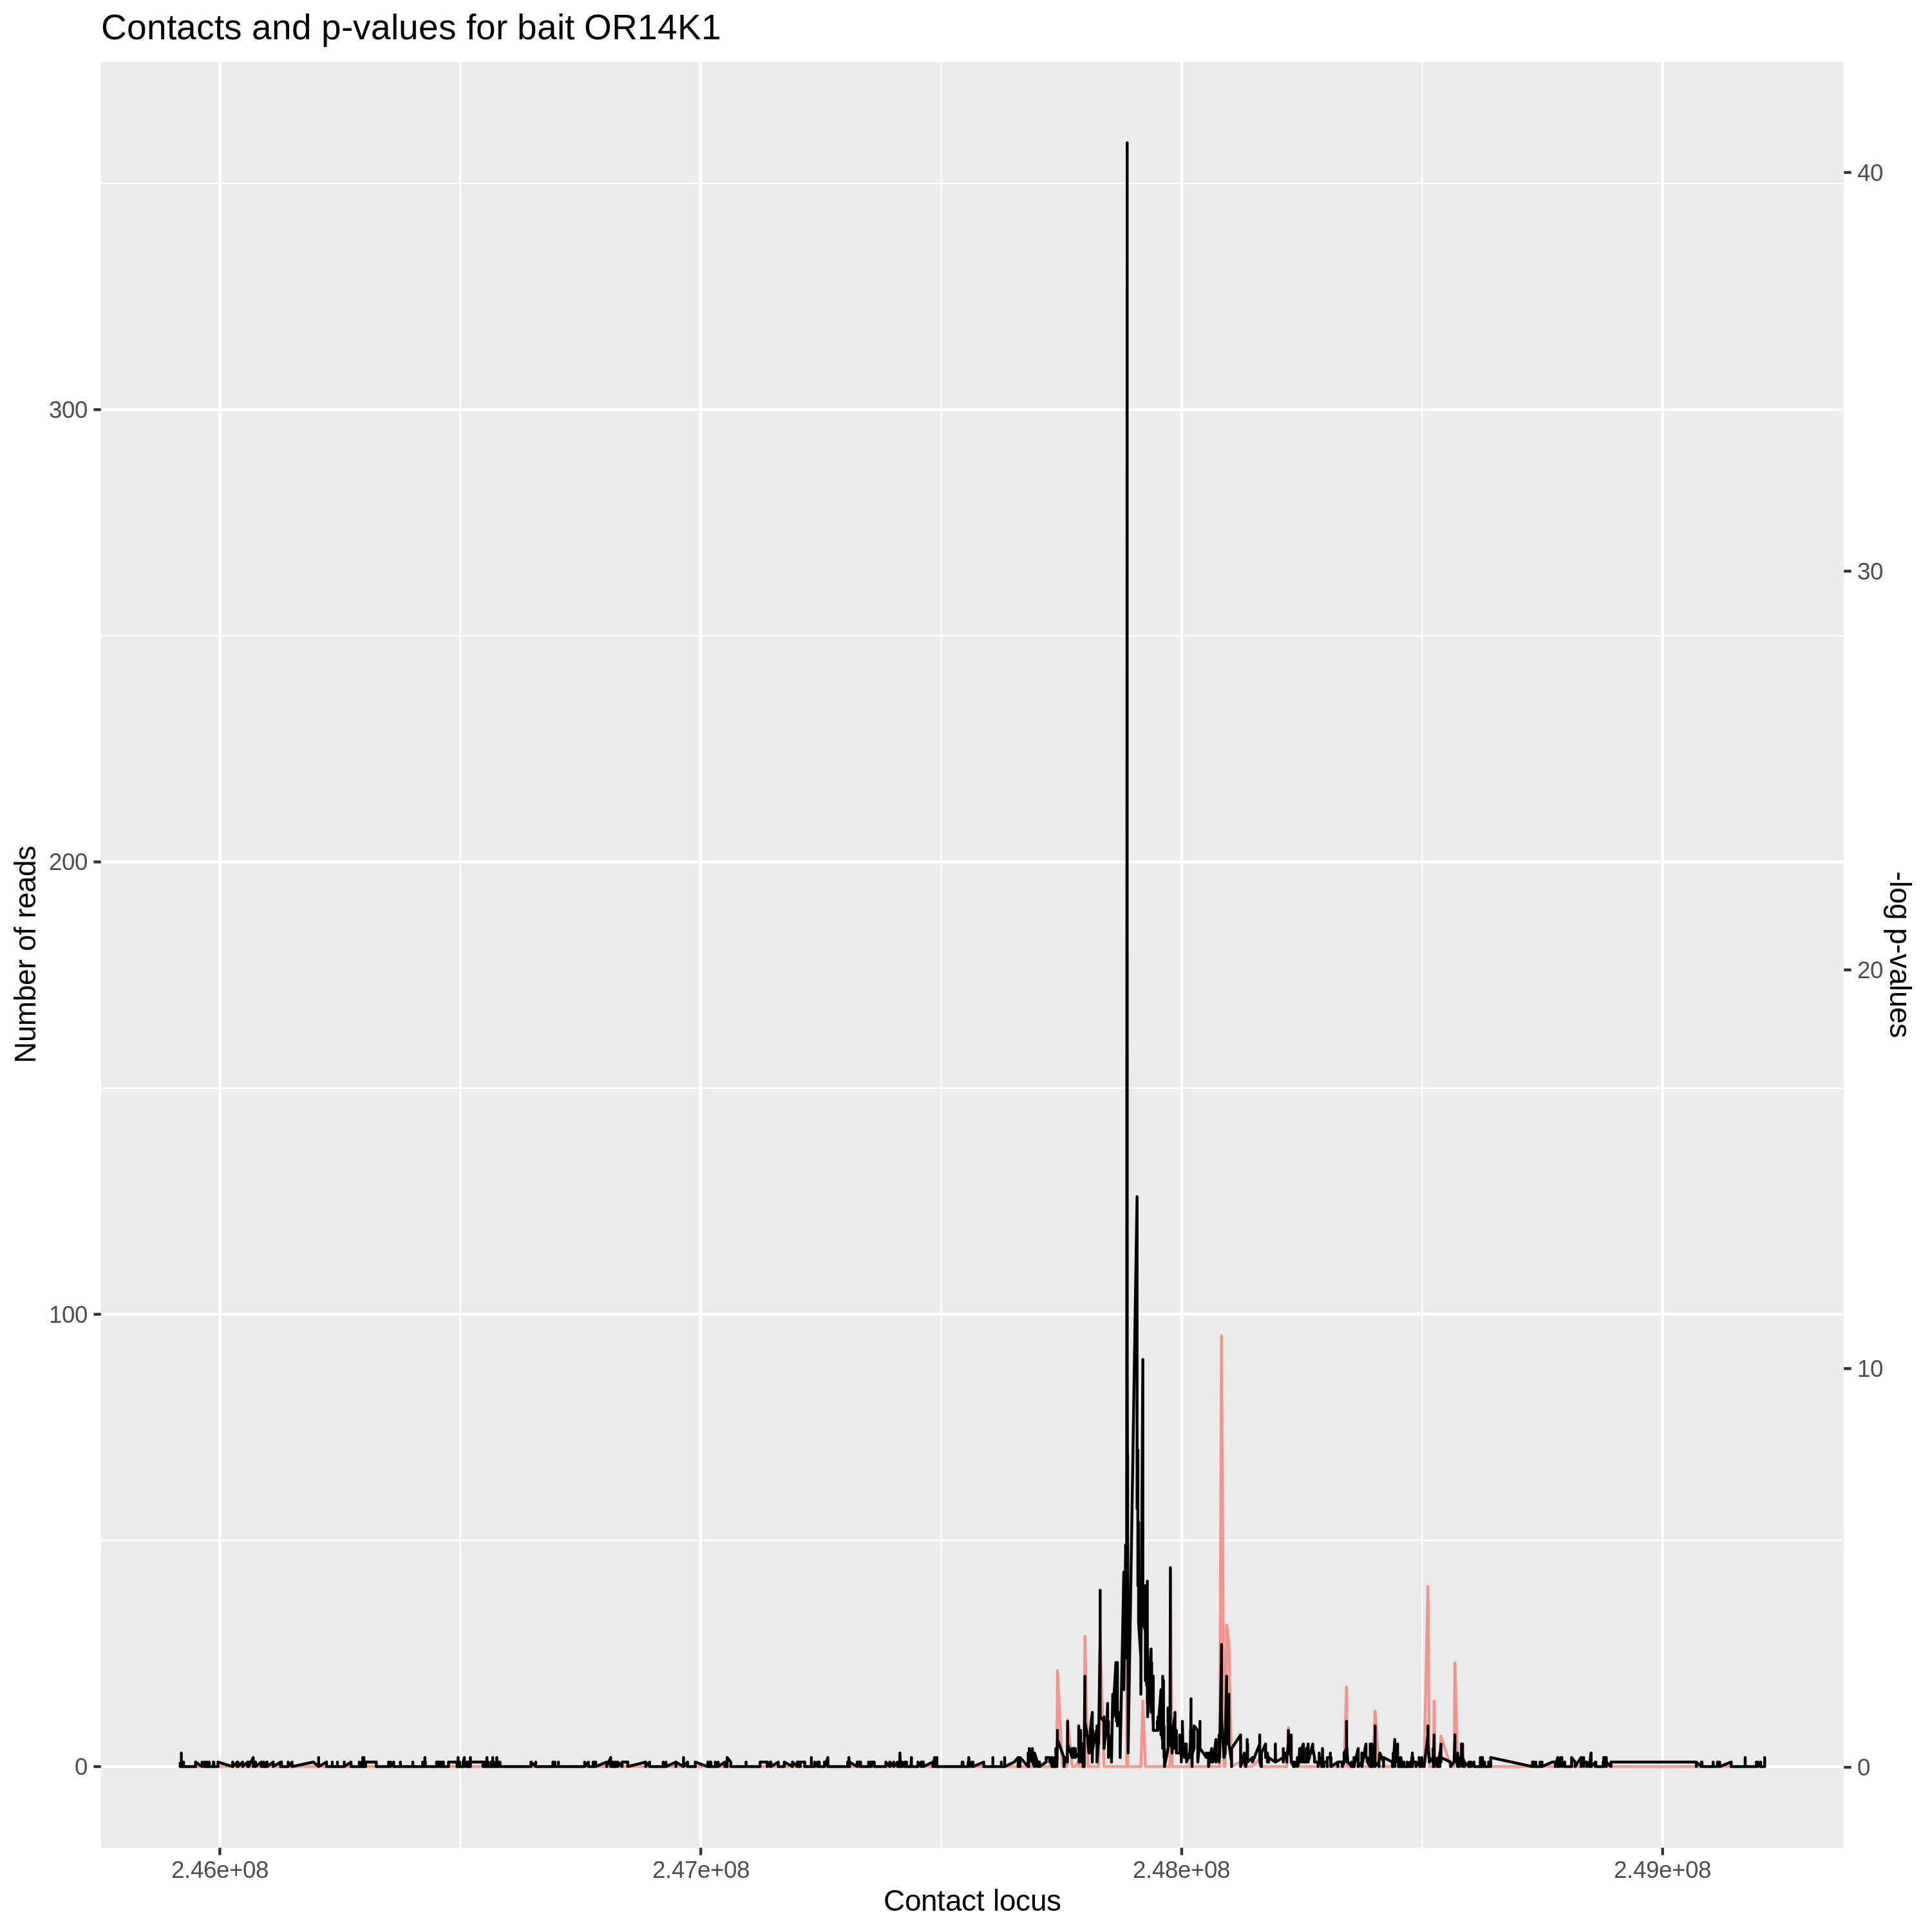 Contacts and p-values for bait OR14K1
Number of reads
300
200
100
0
-log p-values
40
30
20
10
0
2.46e+08
2.47e+08
2.48e+08
2.49e+08
Contact locus